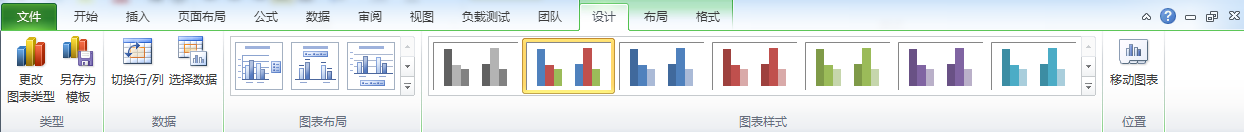 文件 开始 插入 页面布局 公式 数据 审阅 视图 负载测试 团队 设计 布局 格式
更改
图表类型
另存为
模板
切换行/列
选择数据
移动图表
类型 数据 图表布局 图表样式 位置